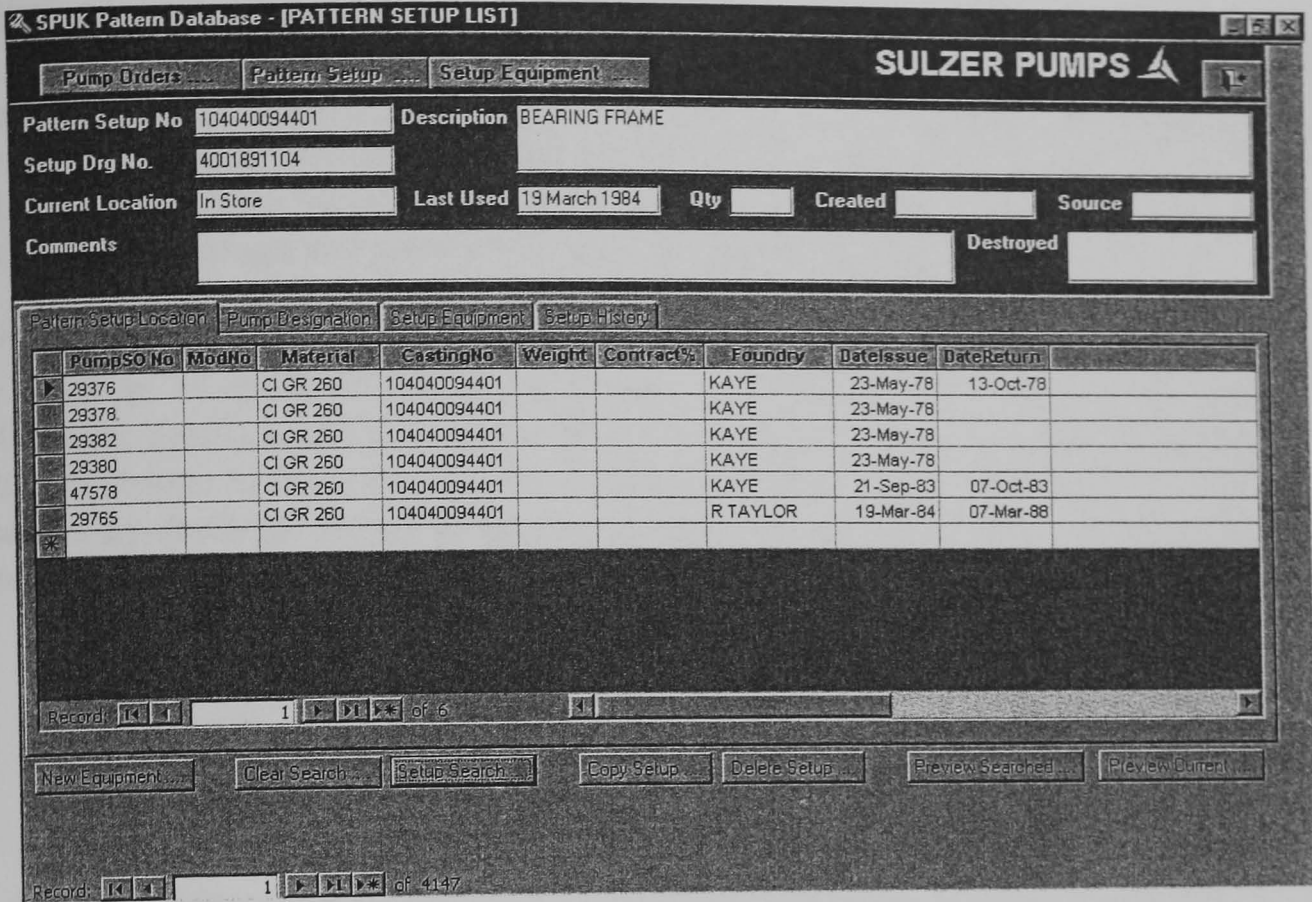 SPUK Pattern Database - [PATTERN SETUP LIST]
Pump Orders .... Pattern Setup .... Setup Equipment ....
SULZER PUMPS
Pattern Setup No 104040094401 Description BEARING FRAME
Setup Drg No. 4001891104
Current Location In Store Last Used 19 March 1984 Qty Created Source
Comments Destroyed
Pattern Setup Location Pump Designation Setup Equipment Setup History
PumpSO No ModNo Material CastingNo Weight Contract% Foundry DateIssue DateReturn
29376 CI GR 260 104040094401 KAYE 23-May-78 13-Oct-78
29378 CI GR 260 104040094401 KAYE 23-May-78
29382 CI GR 260 104040094401 KAYE 23-May-78
29380 CI GR 260 104040094401 KAYE 23-May-78
47578 CI GR 260 104040094401 KAYE 21-Sep-83 07-Oct-83
29765 CI GR 260 104040094401 R TAYLOR 19-Mar-84 07-Mar-88
Record: 1 of 6
New Equipment .... Clear Search .... Setup Search .... Copy Setup .... Delete Setup .... Preview Searched .... Preview Current ....
Record: 1 of 4147